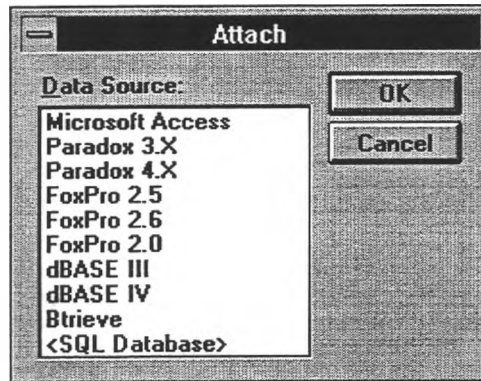 Attach
Data Source:
OK
Cancel
Microsoft Access
Paradox 3.X
Paradox 4.X
FoxPro 2.5
FoxPro 2.6
FoxPro 2.0
dBASE III
dBASE IV
Btrieve
<SQL Database>